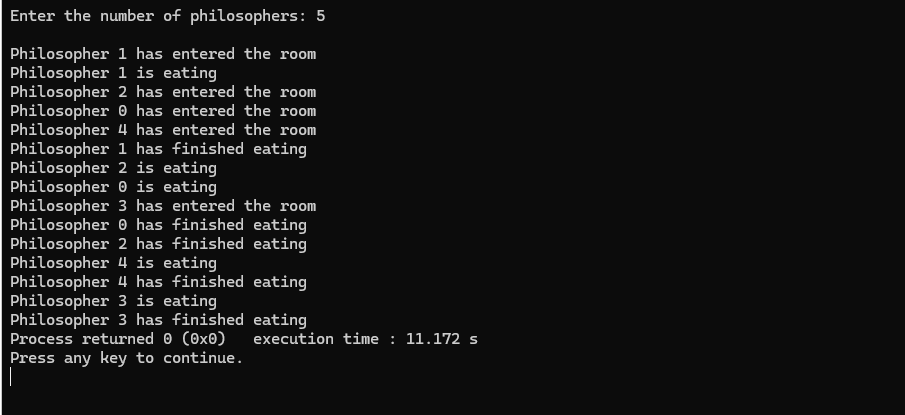 Enter the number of philosophers: 5
Philosopher 1 has entered the room
Philosopher 1 is eating
Philosopher 2 has entered the room
Philosopher 0 has entered the room
Philosopher 4 has entered the room
Philosopher 1 has finished eating
Philosopher 2 is eating
Philosopher 0 is eating
Philosopher 3 has entered the room
Philosopher 0 has finished eating
Philosopher 2 has finished eating
Philosopher 4 is eating
Philosopher 4 has finished eating
Philosopher 3 is eating
Philosopher 3 has finished eating
Process returned 0 (0x0)   execution time : 11.172 s
Press any key to continue.